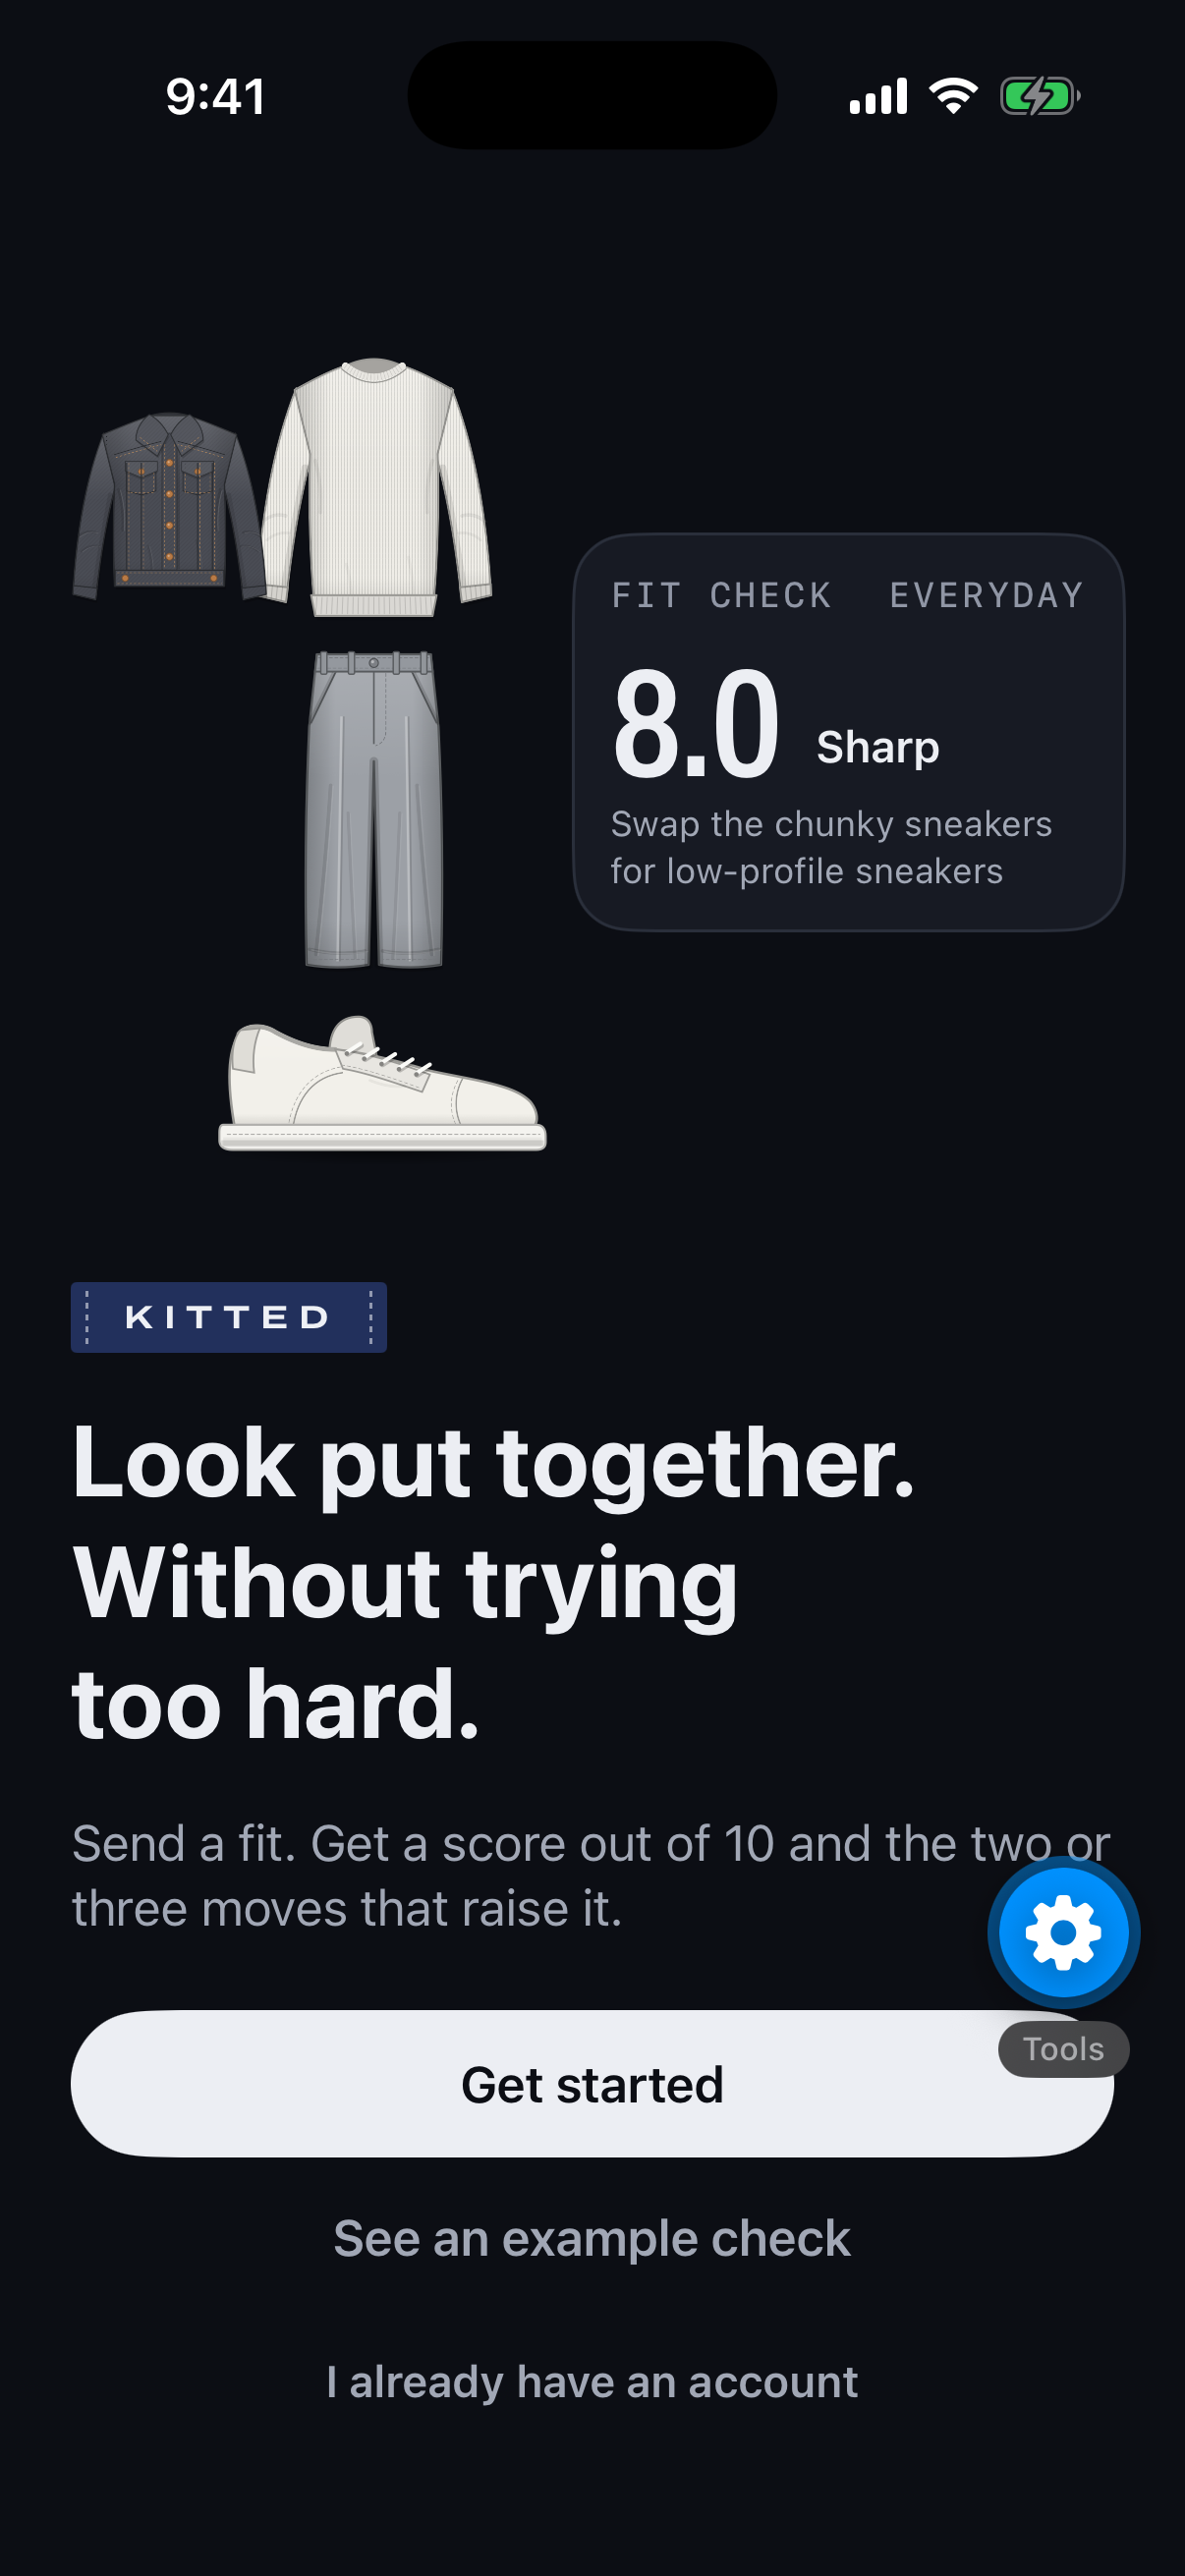 9:41
FIT CHECK EVERYDAY
8.0 Sharp
Swap the chunky sneakers
for low-profile sneakers
KITTED
Look put together.
Without trying
too hard.
Send a fit. Get a score out of 10 and the two or
three moves that raise it.
Tools
Get started
See an example check
I already have an account